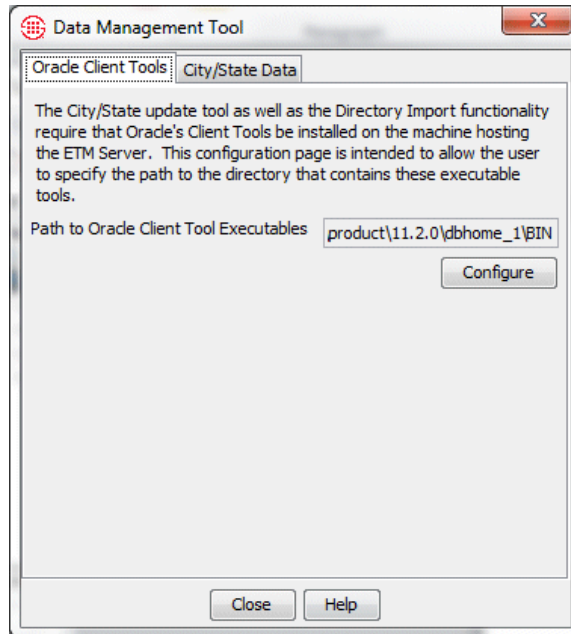 Data Management Tool
Oracle Client Tools City/State Data
The City/State update tool as well as the Directory Import functionality
require that Oracle's Client Tools be installed on the machine hosting
the ETM Server. This configuration page is intended to allow the user
to specify the path to the directory that contains these executable
tools.
Path to Oracle Client Tool Executables product\11.2.0\dbhome_1\BIN
Configure
Close Help